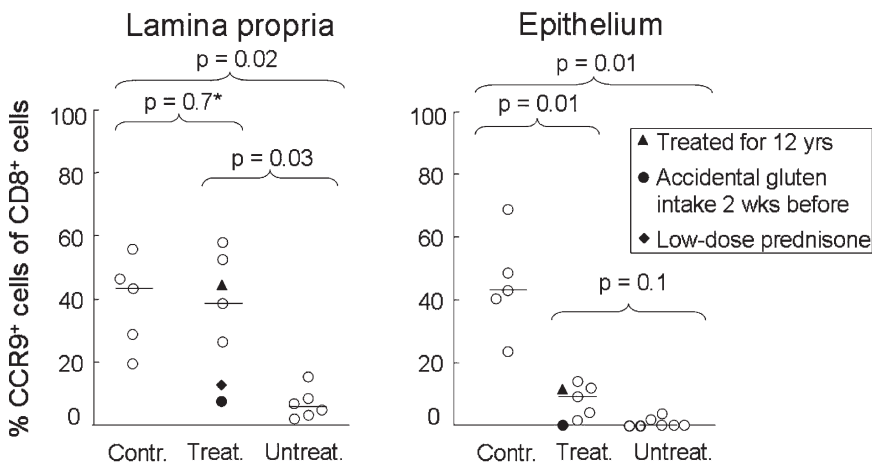 Lamina propria
Epithelium
% CCR9⁺ cells of CD8⁺ cells
p = 0.02
p = 0.7*
p = 0.03
100
80
60
40
20
0
Contr.
Treat.
Untreat.
p = 0.01
p = 0.01
p = 0.1
100
80
60
40
20
0
Contr.
Treat.
Untreat.
Treated for 12 yrs
Accidental gluten
intake 2 wks before
Low-dose prednisone